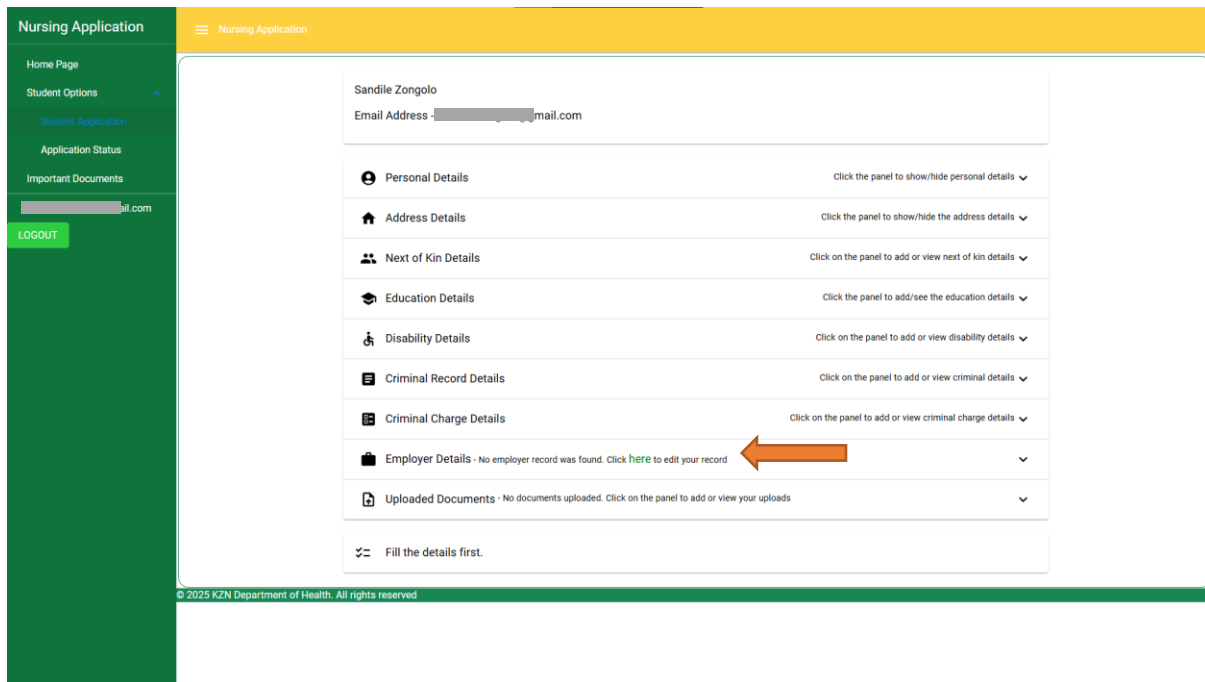 Nursing Application
Nursing Application
Home Page
Student Options
Student Application
Application Status
Important Documents
ail.com
LOGOUT
Sandile Zongolo
Email Address - mail.com
Personal Details Click the panel to show/hide personal details
Address Details Click the panel to show/hide the address details
Next of Kin Details Click on the panel to add or view next of kin details
Education Details Click the panel to add/see the education details
Disability Details Click on the panel to add or view disability details
Criminal Record Details Click on the panel to add or view criminal details
Criminal Charge Details Click on the panel to add or view criminal charge details
Employer Details - No employer record was found. Click here to edit your record
Uploaded Documents - No documents uploaded. Click on the panel to add or view your uploads
Fill the details first.
© 2025 KZN Department of Health. All rights reserved